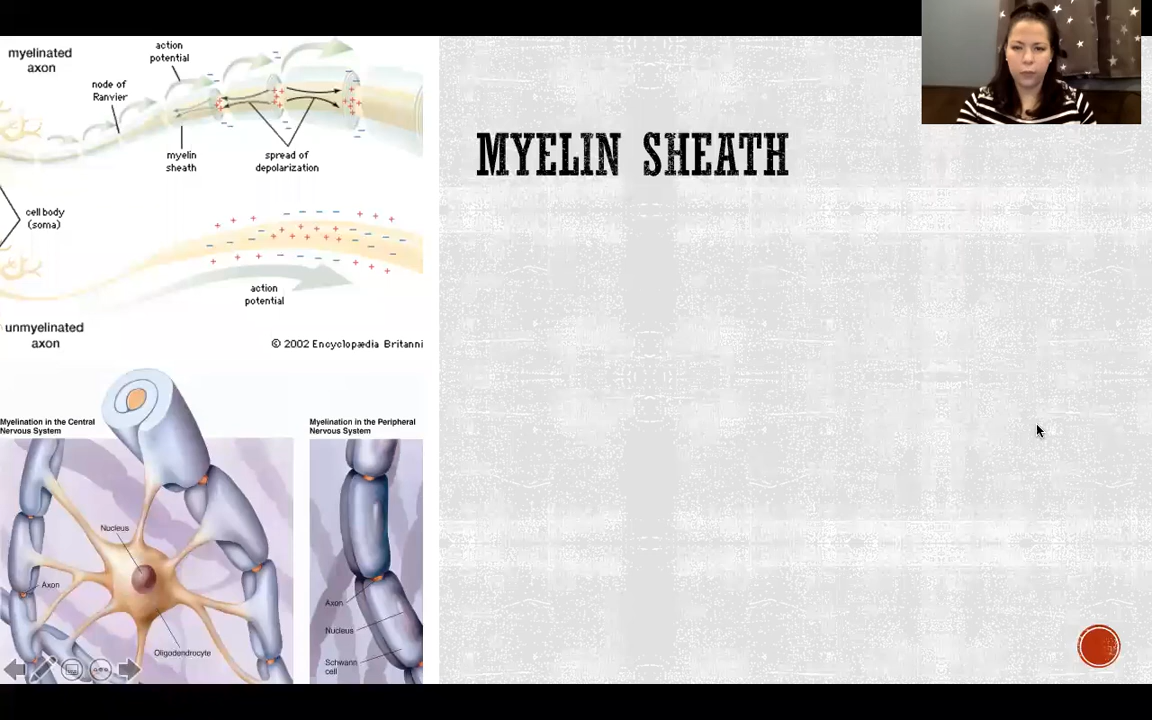 myelinated
axon
action
potential
node of
Ranvier
myelin
sheath
spread of
depolarization
cell body
(soma)
action
potential
unmyelinated
axon
© 2002 Encyclopædia Britanni
MYELIN SHEATH
Myelination in the Central
Nervous System
Nucleus
Axon
Oligodendrocyte
Myelination in the Peripheral
Nervous System
Axon
Nucleus
Schwann
cell